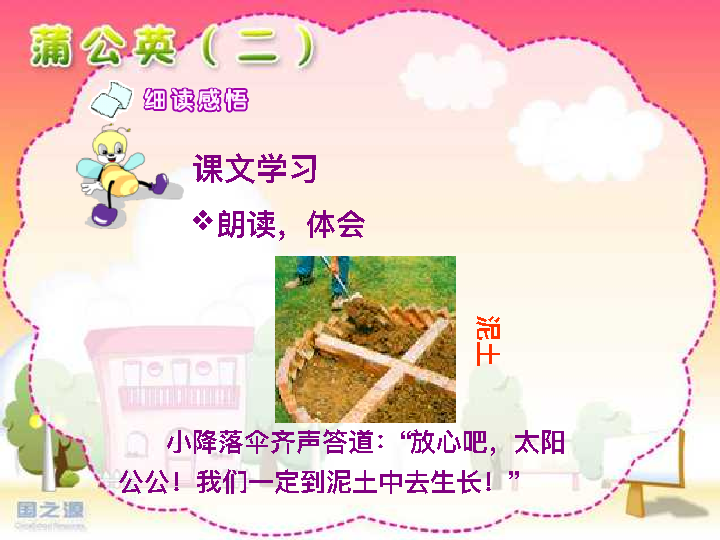 蒲公英（二）
细读感悟
课文学习
❖朗读，体会
泥土
小降落伞齐声答道：“放心吧，太阳
公公！我们一定到泥土中去生长！”
国之源